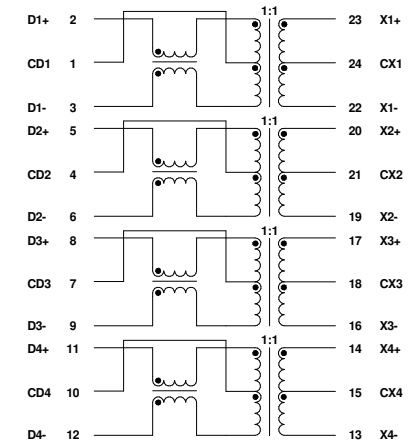 1:1
D1+ 2 23 X1+
CD1 1 24 CX1
D1- 3 22 X1-
1:1
D2+ 5 20 X2+
CD2 4 21 CX2
D2- 6 19 X2-
1:1
D3+ 8 17 X3+
CD3 7 18 CX3
D3- 9 16 X3-
1:1
D4+ 11 14 X4+
CD4 10 15 CX4
D4- 12 13 X4-